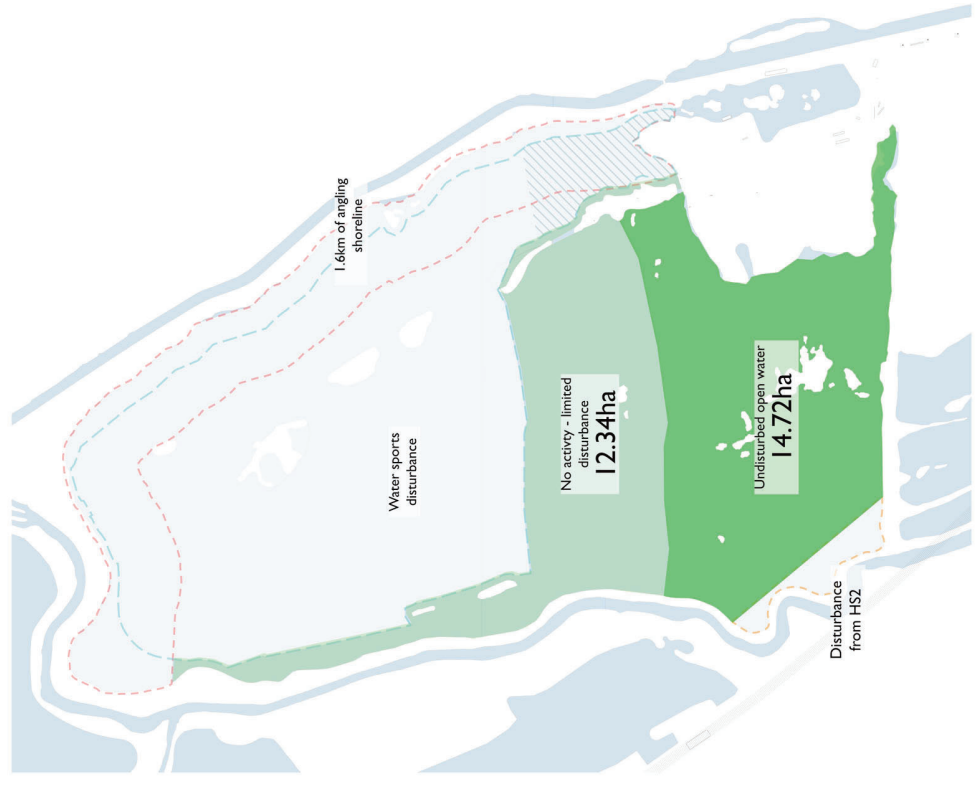 1.6km of angling
shoreline
Water sports
disturbance
No activty - limited
disturbance
12.34ha
Undisturbed open water
14.72ha
Disturbance
from HS2